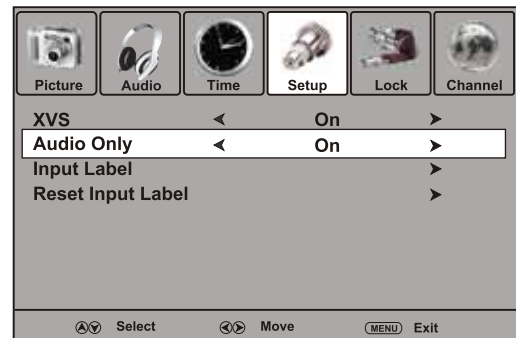 Picture Audio Time Setup Lock Channel
XVS On
Audio Only On
Input Label
Reset Input Label
Select Move MENU Exit